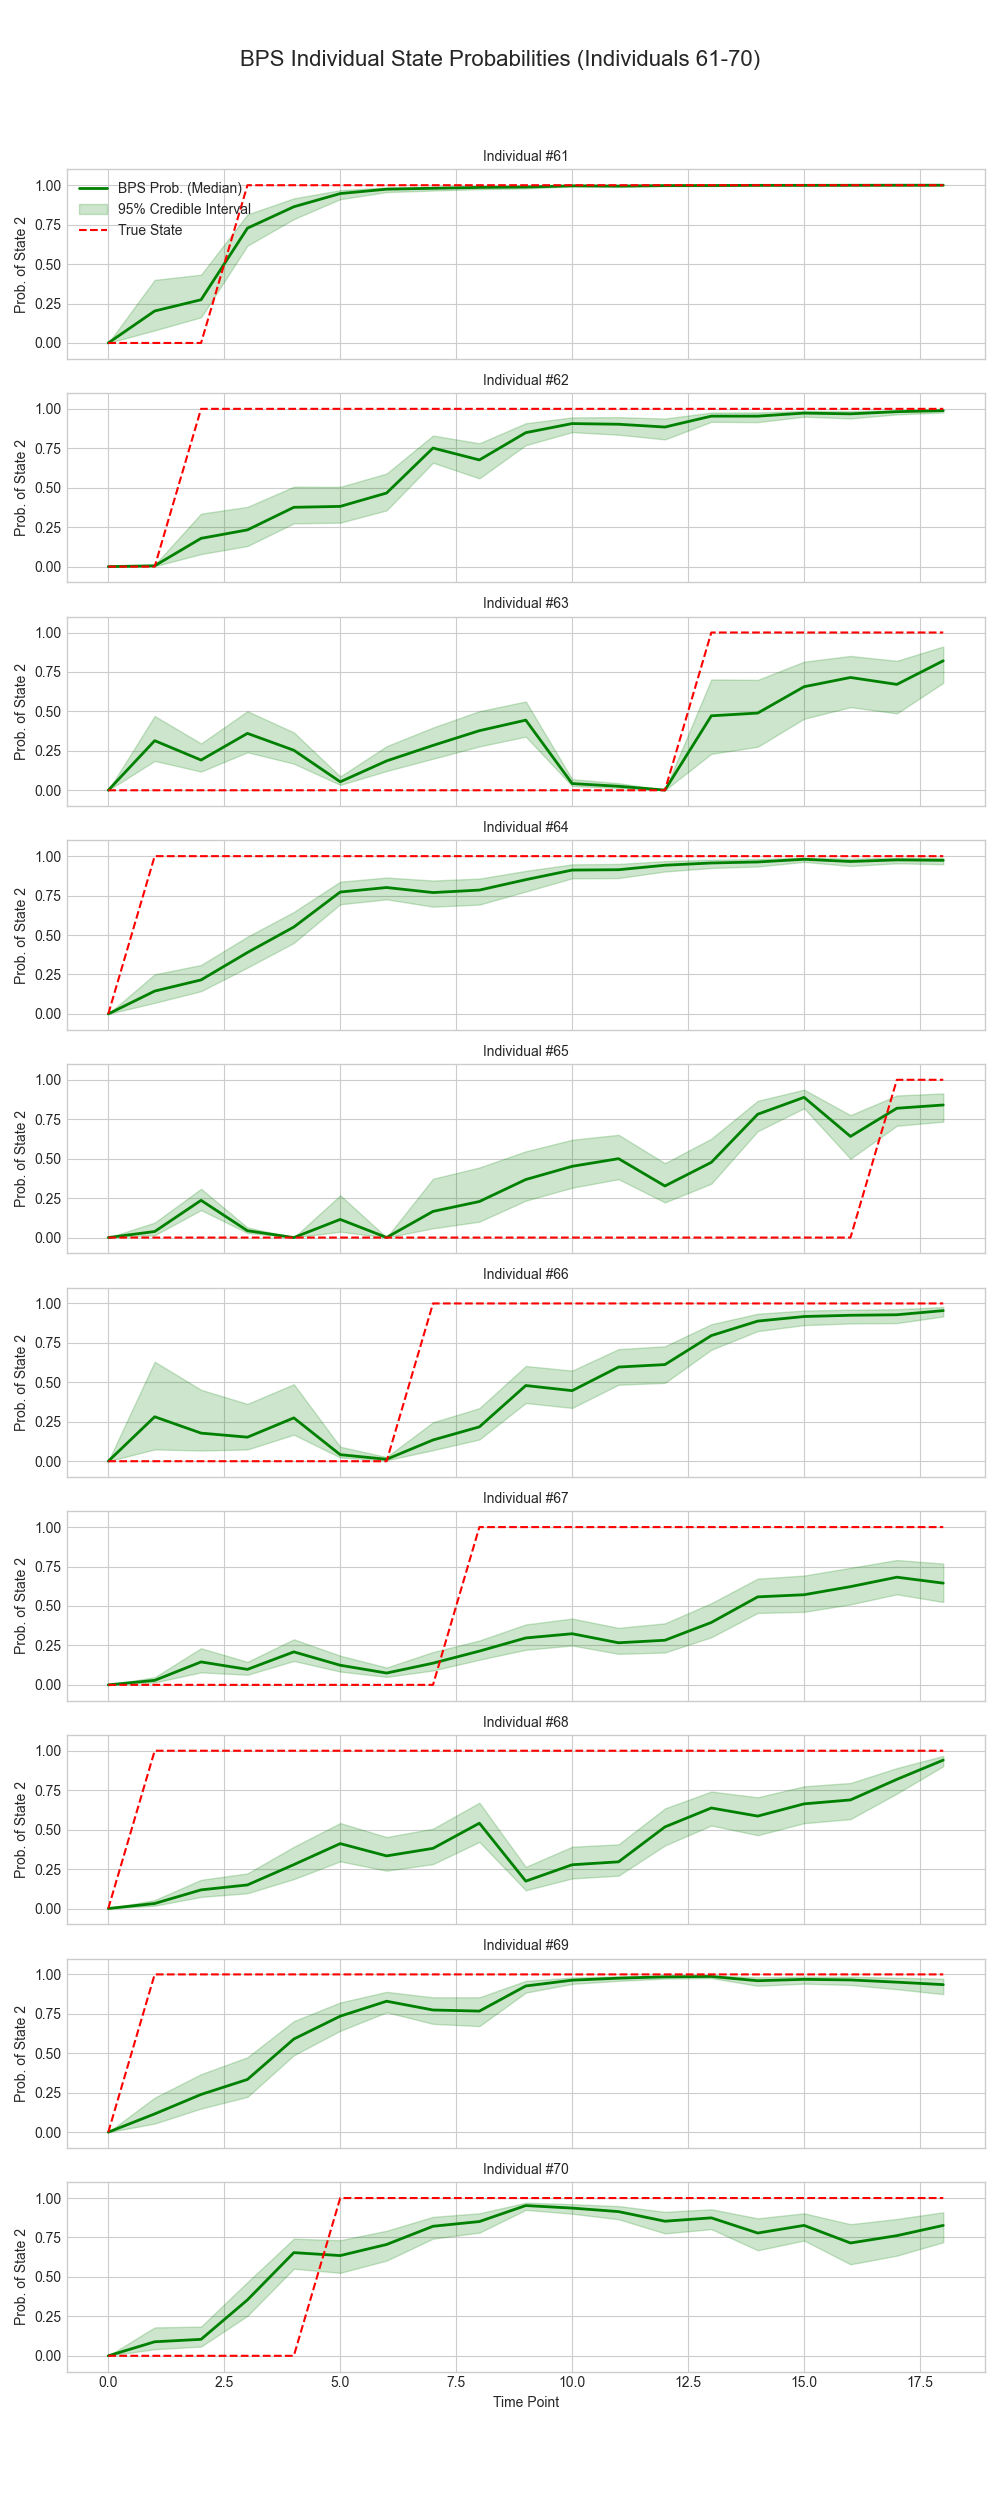 BPS Individual State Probabilities (Individuals 61-70)
Individual #61
BPS Prob. (Median)
95% Credible Interval
True State
Prob. of State 2
1.00
0.75
0.50
0.25
0.00
Individual #62
Prob. of State 2
1.00
0.75
0.50
0.25
0.00
Individual #63
Prob. of State 2
1.00
0.75
0.50
0.25
0.00
Individual #64
Prob. of State 2
1.00
0.75
0.50
0.25
0.00
Individual #65
Prob. of State 2
1.00
0.75
0.50
0.25
0.00
Individual #66
Prob. of State 2
1.00
0.75
0.50
0.25
0.00
Individual #67
Prob. of State 2
1.00
0.75
0.50
0.25
0.00
Individual #68
Prob. of State 2
1.00
0.75
0.50
0.25
0.00
Individual #69
Prob. of State 2
1.00
0.75
0.50
0.25
0.00
Individual #70
Prob. of State 2
1.00
0.75
0.50
0.25
0.00
0.0 2.5 5.0 7.5 10.0 12.5 15.0 17.5
Time Point